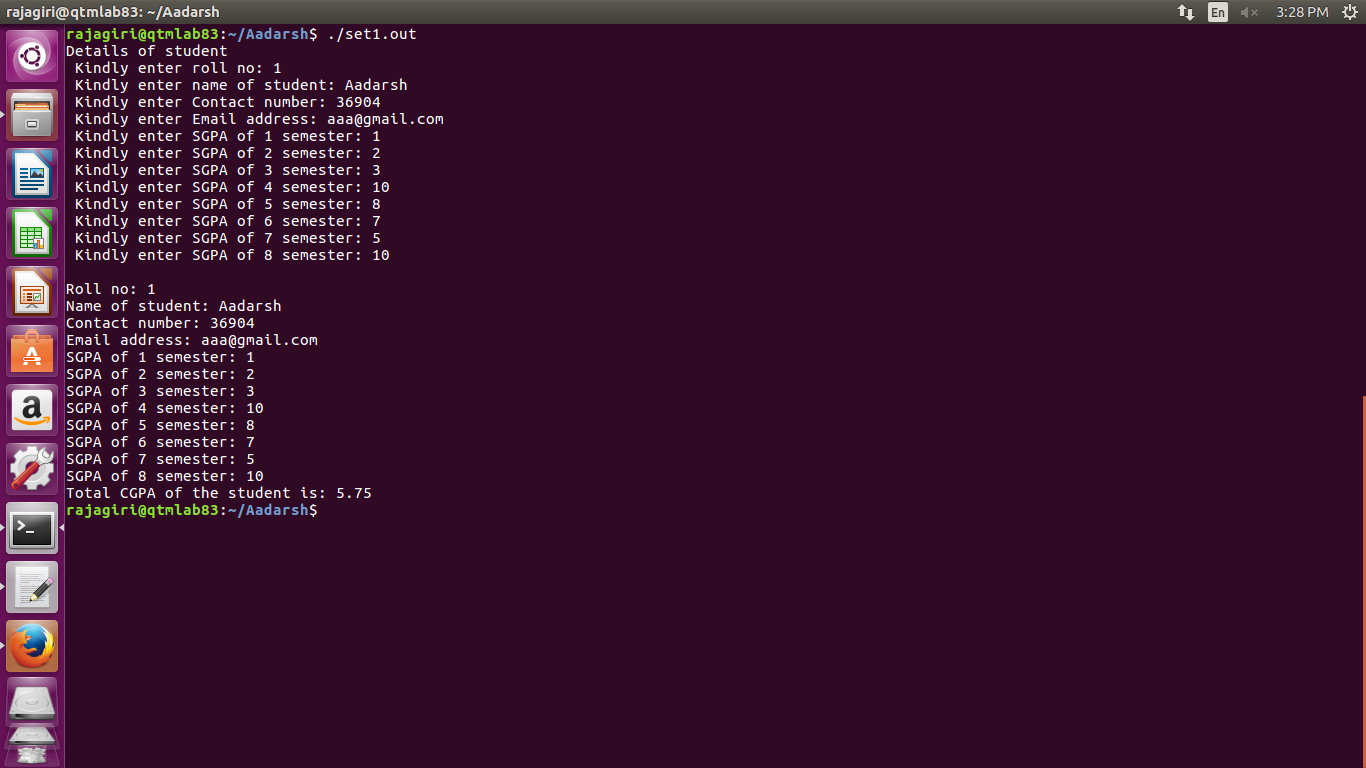 rajagiri@qtmlab83: ~/Aadarsh
En
3:28 PM
rajagiri@qtmlab83:~/Aadarsh$ ./set1.out
Details of student
Kindly enter roll no: 1
Kindly enter name of student: Aadarsh
Kindly enter Contact number: 36904
Kindly enter Email address: aaa@gmail.com
Kindly enter SGPA of 1 semester: 1
Kindly enter SGPA of 2 semester: 2
Kindly enter SGPA of 3 semester: 3
Kindly enter SGPA of 4 semester: 10
Kindly enter SGPA of 5 semester: 8
Kindly enter SGPA of 6 semester: 7
Kindly enter SGPA of 7 semester: 5
Kindly enter SGPA of 8 semester: 10
Roll no: 1
Name of student: Aadarsh
Contact number: 36904
Email address: aaa@gmail.com
SGPA of 1 semester: 1
SGPA of 2 semester: 2
SGPA of 3 semester: 3
SGPA of 4 semester: 10
SGPA of 5 semester: 8
SGPA of 6 semester: 7
SGPA of 7 semester: 5
SGPA of 8 semester: 10
Total CGPA of the student is: 5.75
rajagiri@qtmlab83:~/Aadarsh$